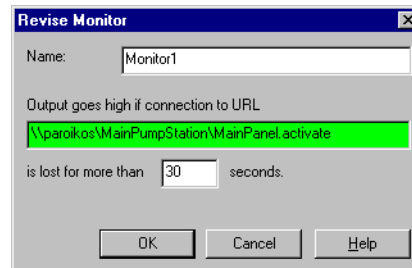 Revise Monitor
Name: Monitor1
Output goes high if connection to URL
\\paroikos\MainPumpStation\MainPanel.activate
is lost for more than 30 seconds.
OK Cancel Help